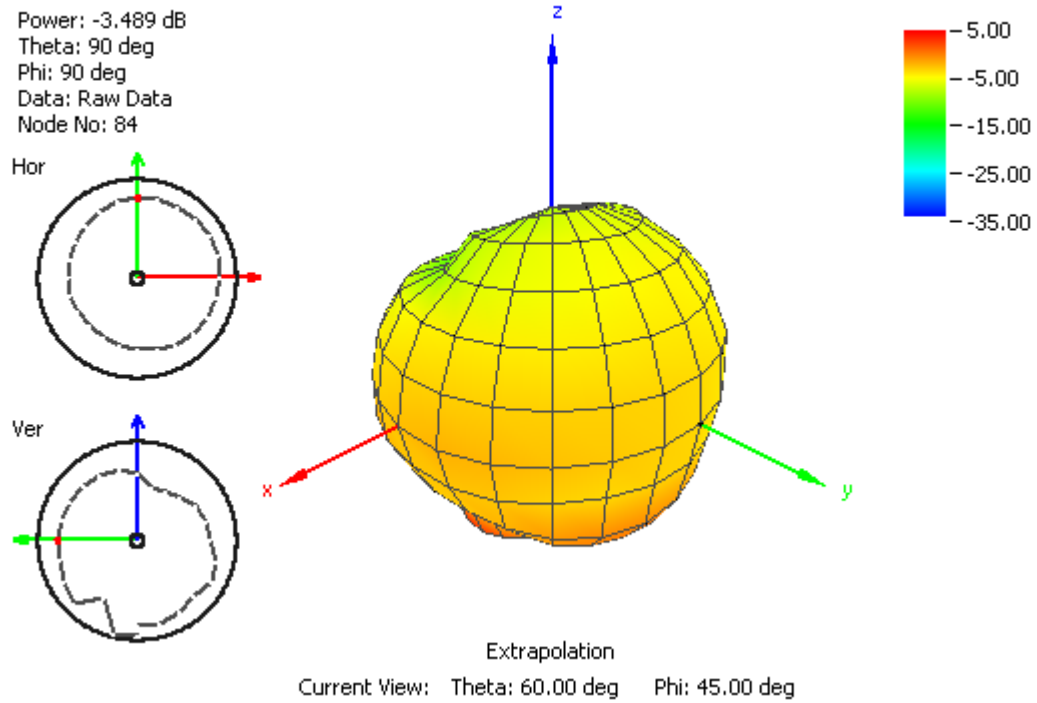 Power: -3.489 dB
Theta: 90 deg
Phi: 90 deg
Data: Raw Data
Node No: 84
Hor
Ver
z
x
y
5.00
-5.00
-15.00
-25.00
-35.00
Extrapolation
Current View: Theta: 60.00 deg Phi: 45.00 deg